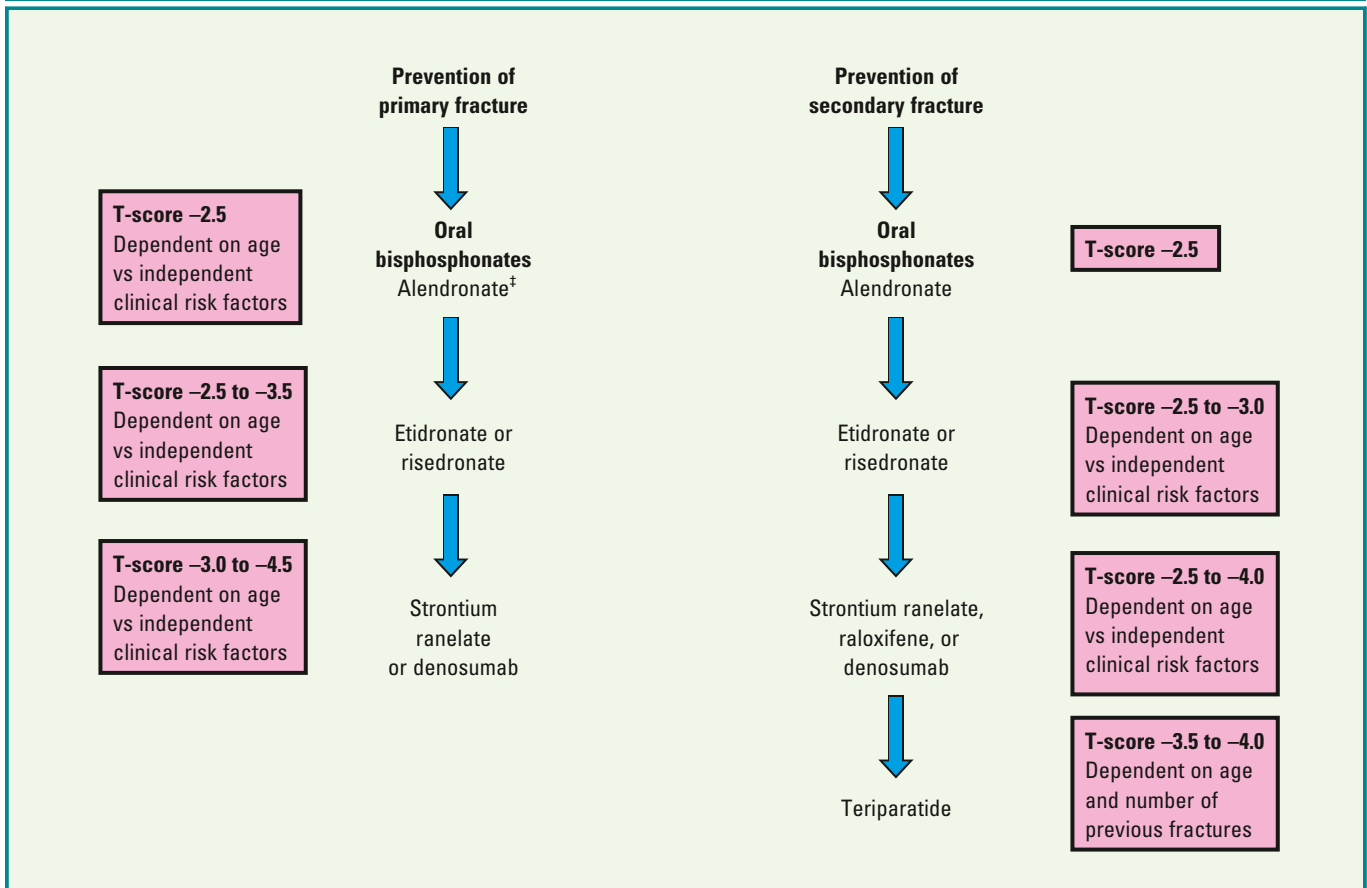 Prevention of
primary fracture
T-score –2.5
Dependent on age
vs independent
clinical risk factors
Oral
bisphosphonates
Alendronate‡
T-score –2.5 to –3.5
Dependent on age
vs independent
clinical risk factors
Etidronate or
risedronate
T-score –3.0 to –4.5
Dependent on age
vs independent
clinical risk factors
Strontium
ranelate
or denosumab
Prevention of
secondary fracture
Oral
bisphosphonates
Alendronate
T-score –2.5
Etidronate or
risedronate
T-score –2.5 to –3.0
Dependent on age
vs independent
clinical risk factors
Strontium ranelate,
raloxifene, or
denosumab
T-score –2.5 to –4.0
Dependent on age
vs independent
clinical risk factors
Teriparatide
T-score –3.5 to –4.0
Dependent on age
and number of
previous fractures